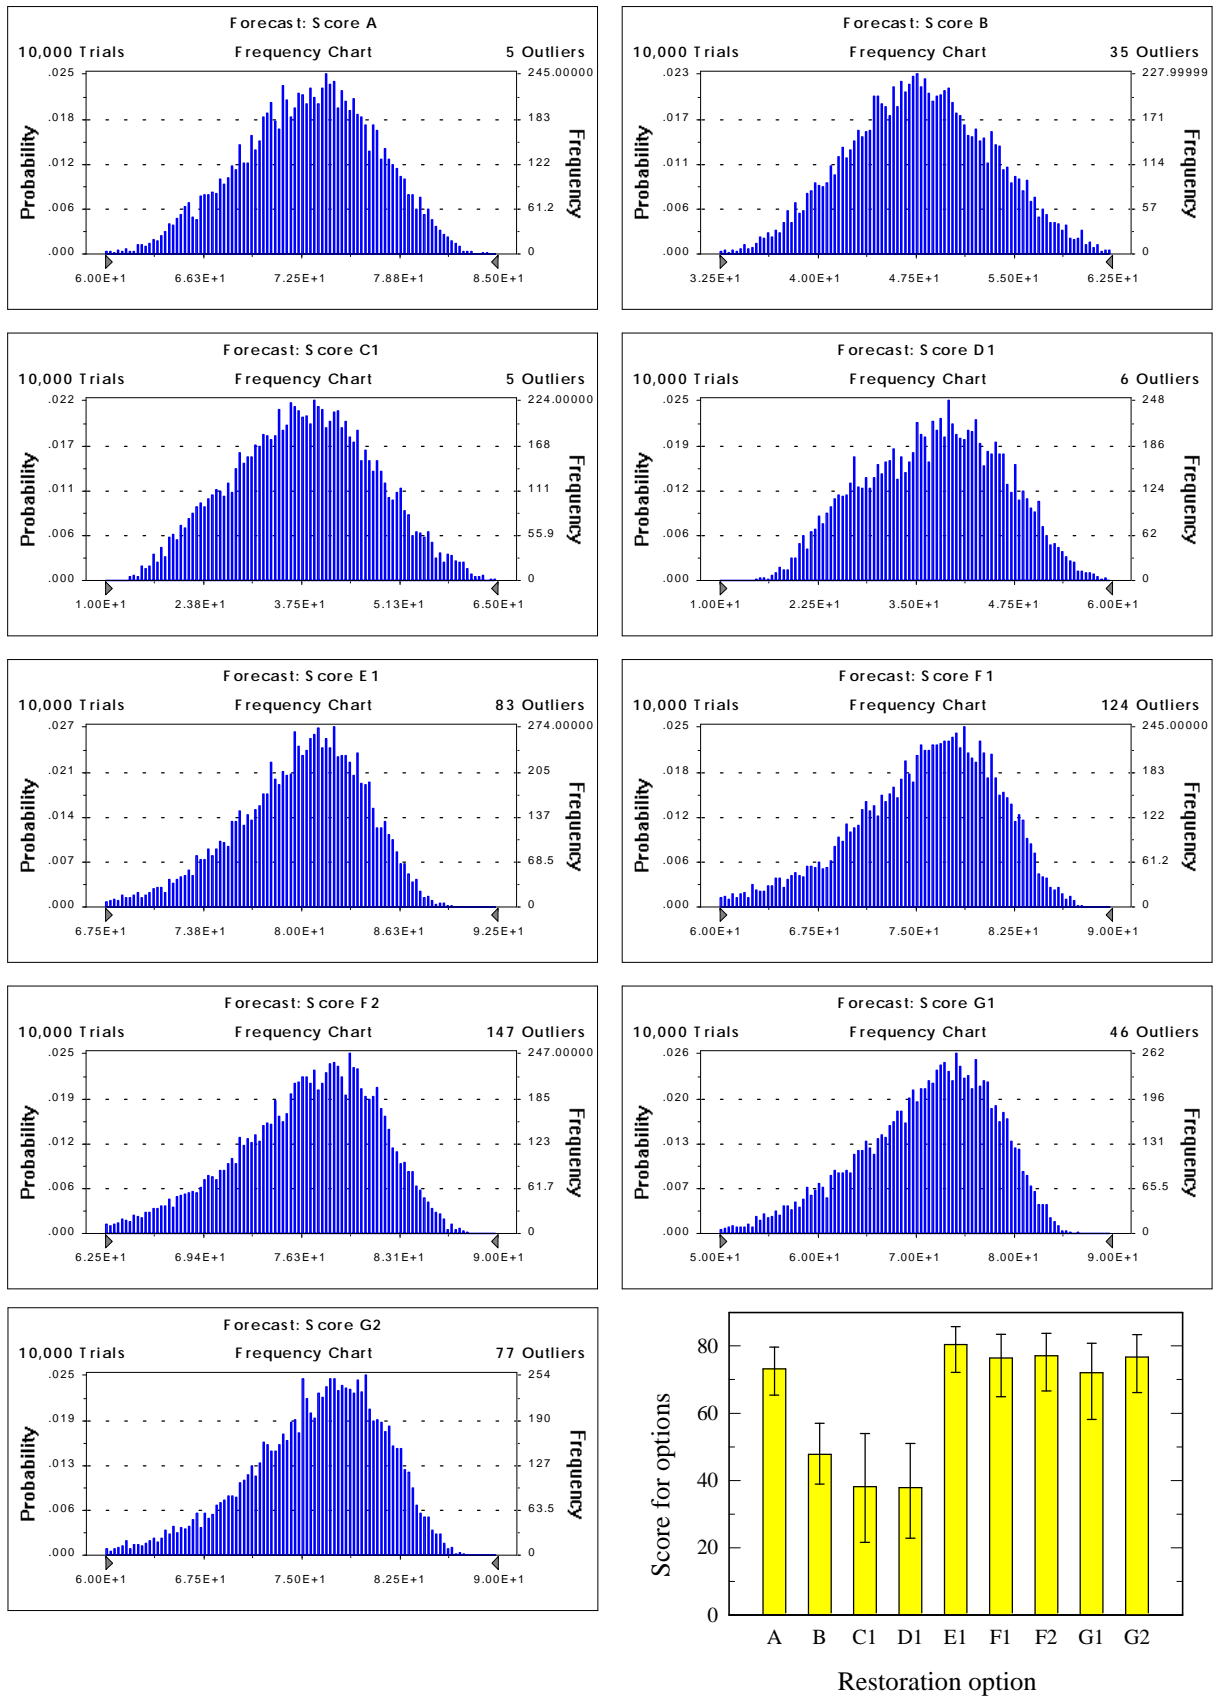 Forecast: Score A
10,000 Trials Frequency Chart 5 Outliers
Probability
Frequency
.025
.018
.012
.006
.000
245.00000
183
122
61.2
0
6.00E+1 6.63E+1 7.25E+1 7.88E+1 8.50E+1
Forecast: Score B
10,000 Trials Frequency Chart 35 Outliers
Probability
Frequency
.023
.017
.011
.006
.000
227.99999
171
114
57
0
3.25E+1 4.00E+1 4.75E+1 5.50E+1 6.25E+1
Forecast: Score C1
10,000 Trials Frequency Chart 5 Outliers
Probability
Frequency
.022
.017
.011
.006
.000
224.00000
168
111
55.9
0
1.00E+1 2.38E+1 3.75E+1 5.13E+1 6.50E+1
Forecast: Score D1
10,000 Trials Frequency Chart 6 Outliers
Probability
Frequency
.025
.019
.012
.006
.000
248
186
124
62
0
1.00E+1 2.25E+1 3.50E+1 4.75E+1 6.00E+1
Forecast: Score E1
10,000 Trials Frequency Chart 83 Outliers
Probability
Frequency
.027
.021
.014
.007
.000
274.00000
205
137
68.5
0
6.75E+1 7.38E+1 8.00E+1 8.63E+1 9.25E+1
Forecast: Score F1
10,000 Trials Frequency Chart 124 Outliers
Probability
Frequency
.025
.018
.012
.006
.000
245.00000
183
122
61.2
0
6.00E+1 6.75E+1 7.50E+1 8.25E+1 9.00E+1
Forecast: Score F2
10,000 Trials Frequency Chart 147 Outliers
Probability
Frequency
.025
.019
.012
.006
.000
247.00000
185
123
61.7
0
6.25E+1 6.94E+1 7.63E+1 8.31E+1 9.00E+1
Forecast: Score G1
10,000 Trials Frequency Chart 46 Outliers
Probability
Frequency
.026
.020
.013
.007
.000
262
196
131
65.5
0
5.00E+1 6.00E+1 7.00E+1 8.00E+1 9.00E+1
Forecast: Score G2
10,000 Trials Frequency Chart 77 Outliers
Probability
Frequency
.025
.019
.013
.006
.000
254
190
127
63.5
0
6.00E+1 6.75E+1 7.50E+1 8.25E+1 9.00E+1
Score for options
80
60
40
20
0
A B C1 D1 E1 F1 F2 G1 G2
Restoration option